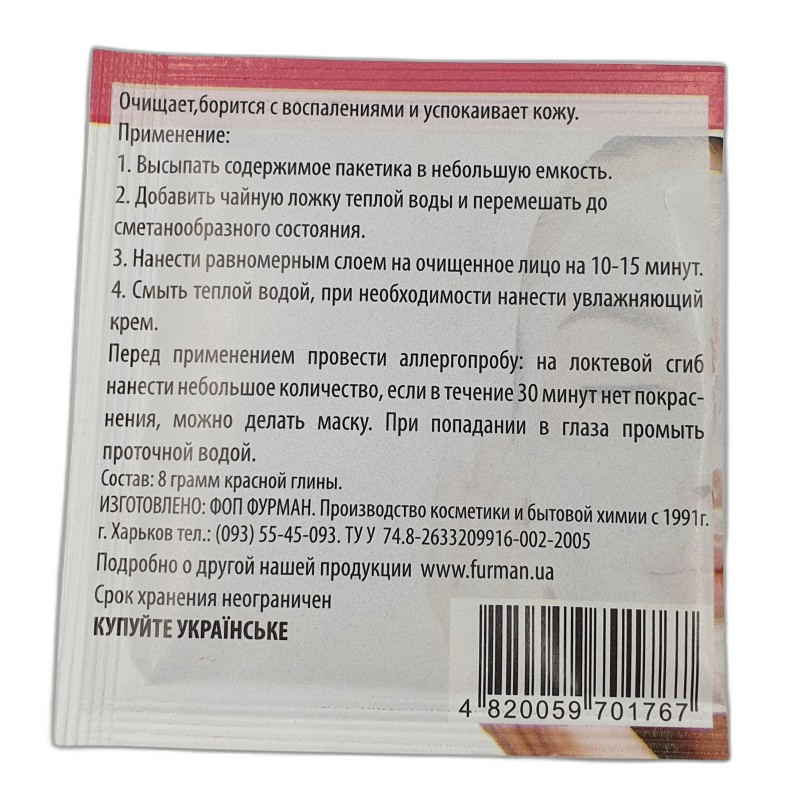 Очищает,борится с воспалениями и успокаивает кожу.
Применение:
1. Высыпать содержимое пакетика в небольшую емкость.
2. Добавить чайную ложку теплой воды и перемешать до
сметанообразного состояния.
3. Нанести равномерным слоем на очищенное лицо на 10-15 минут.
4. Смыть теплой водой, при необходимости нанести увлажняющий
крем.
Перед применением провести аллергопробу: на локтевой сгиб
нанести небольшое количество, если в течение 30 минут нет покрас-
нения, можно делать маску. При попадании в глаза промыть
проточной водой.
Состав: 8 грамм красной глины.
ИЗГОТОВЛЕНО: ФОП ФУРМАН. Производство косметики и бытовой химии с 1991г.
г. Харьков тел.: (093) 55-45-093. ТУ У 74.8-2633209916-002-2005
Подробно о другой нашей продукции www.furman.ua
Срок хранения неограничен
КУПУЙТЕ УКРАЇНСЬКЕ
4 820059 701767